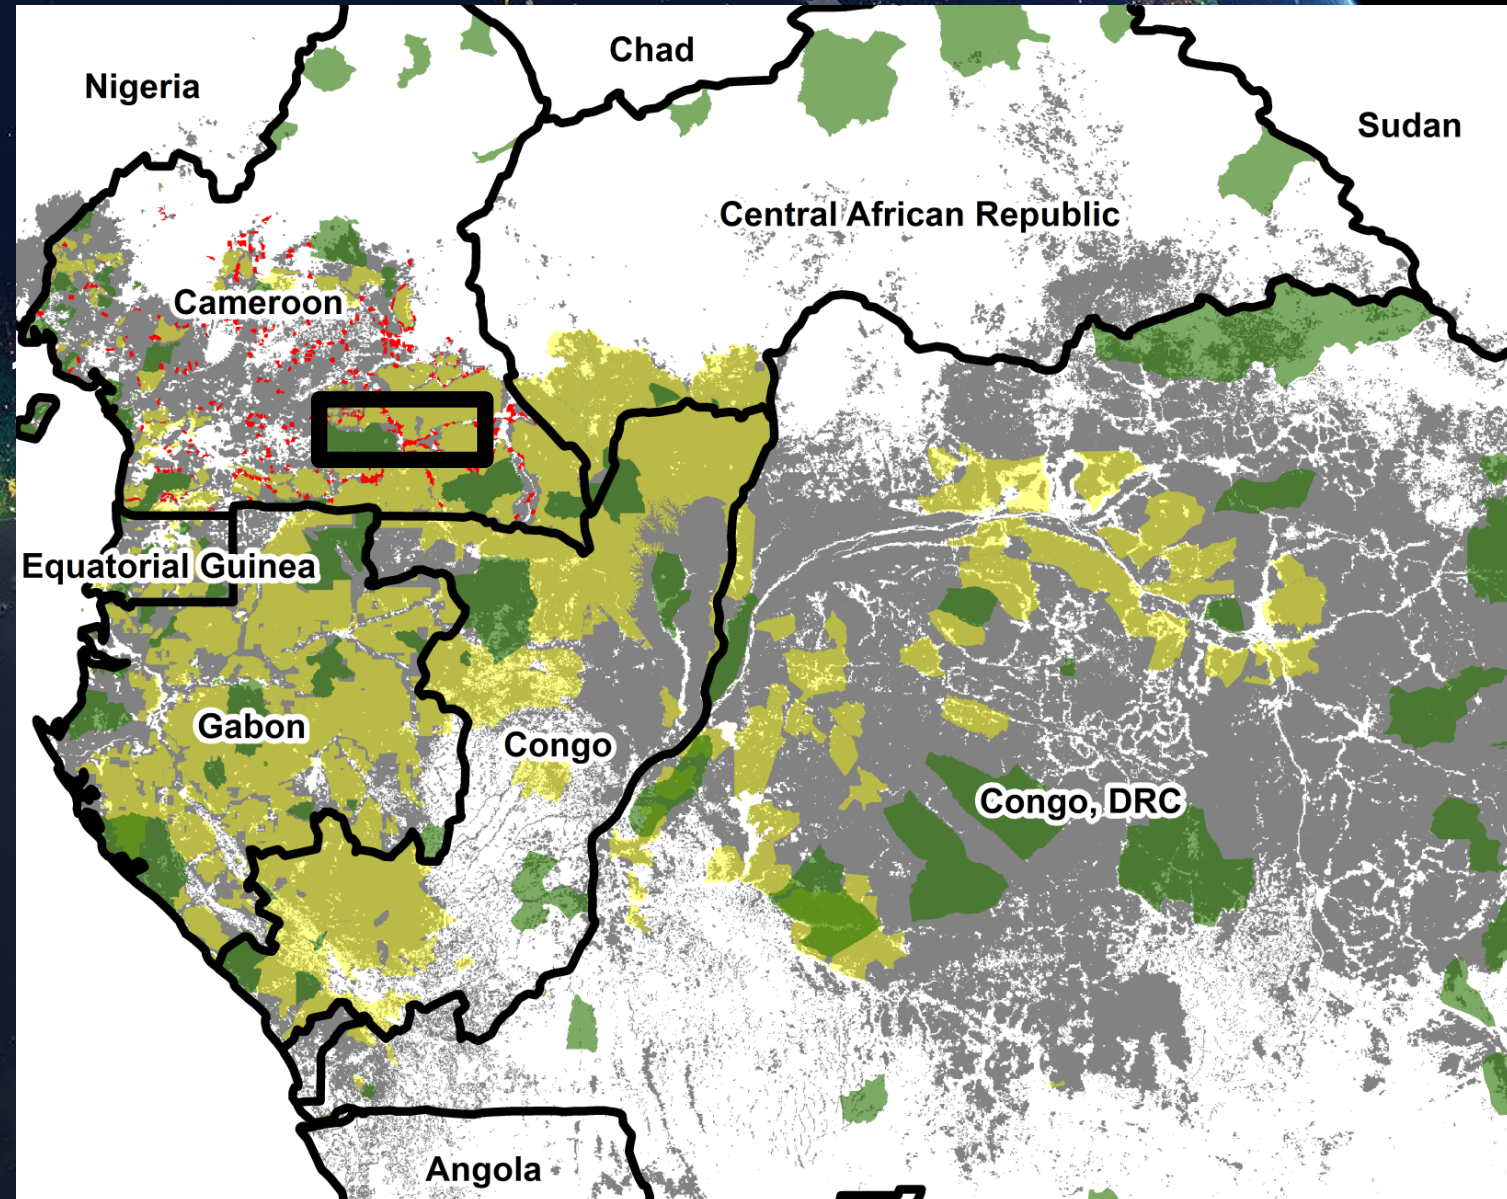 Chad
Nigeria
Sudan
Central African Republic
Cameroon
Equatorial Guinea
Gabon
Congo
Congo, DRC
Angola